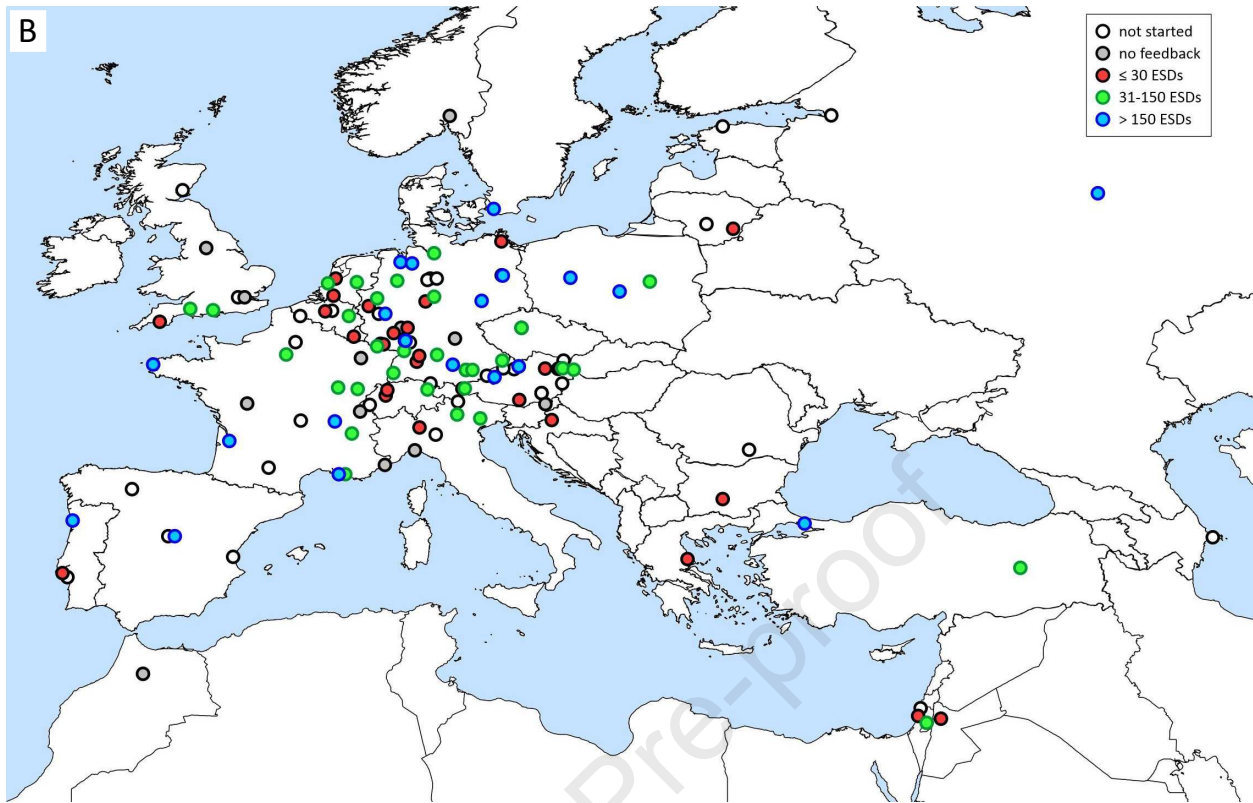 B
not started
no feedback
≤ 30 ESDs
31-150 ESDs
> 150 ESDs
Pre-proof